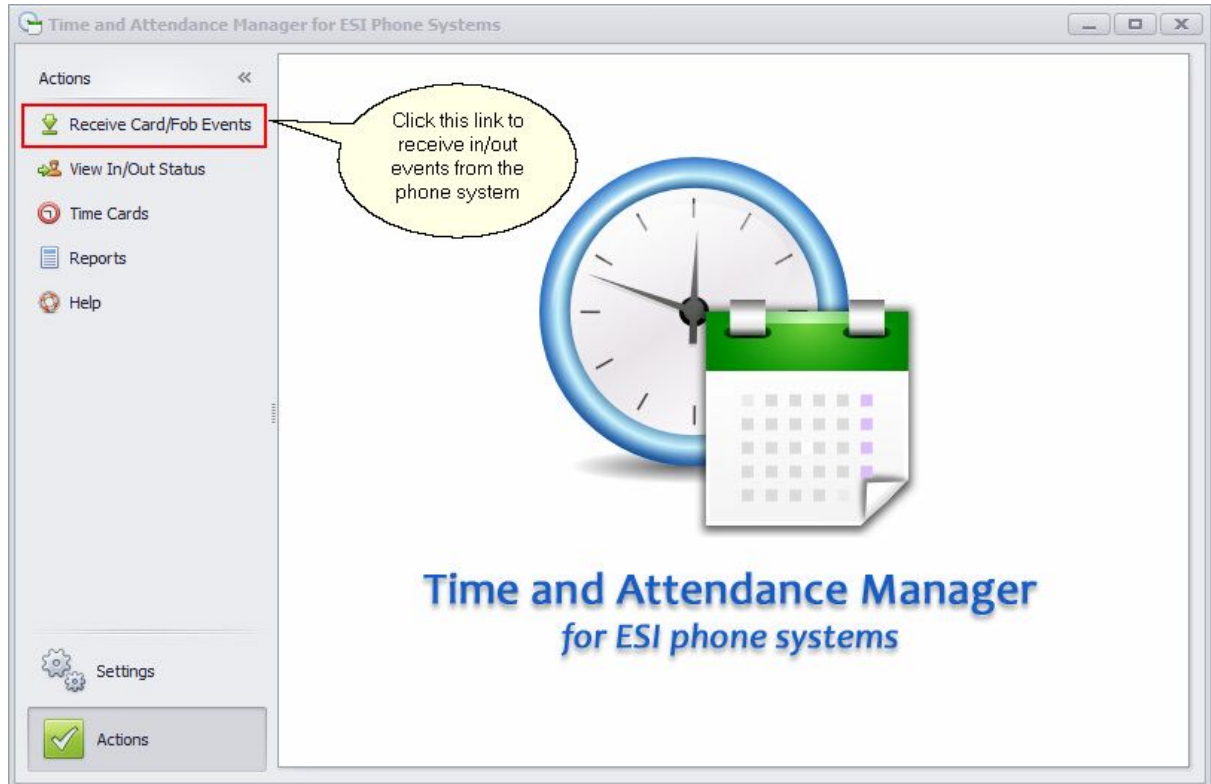 Time and Attendance Manager for ESI Phone Systems
Actions
Receive Card/Fob Events
View In/Out Status
Time Cards
Reports
Help
Click this link to
receive in/out
events from the
phone system
Time and Attendance Manager
for ESI phone systems
Settings
Actions